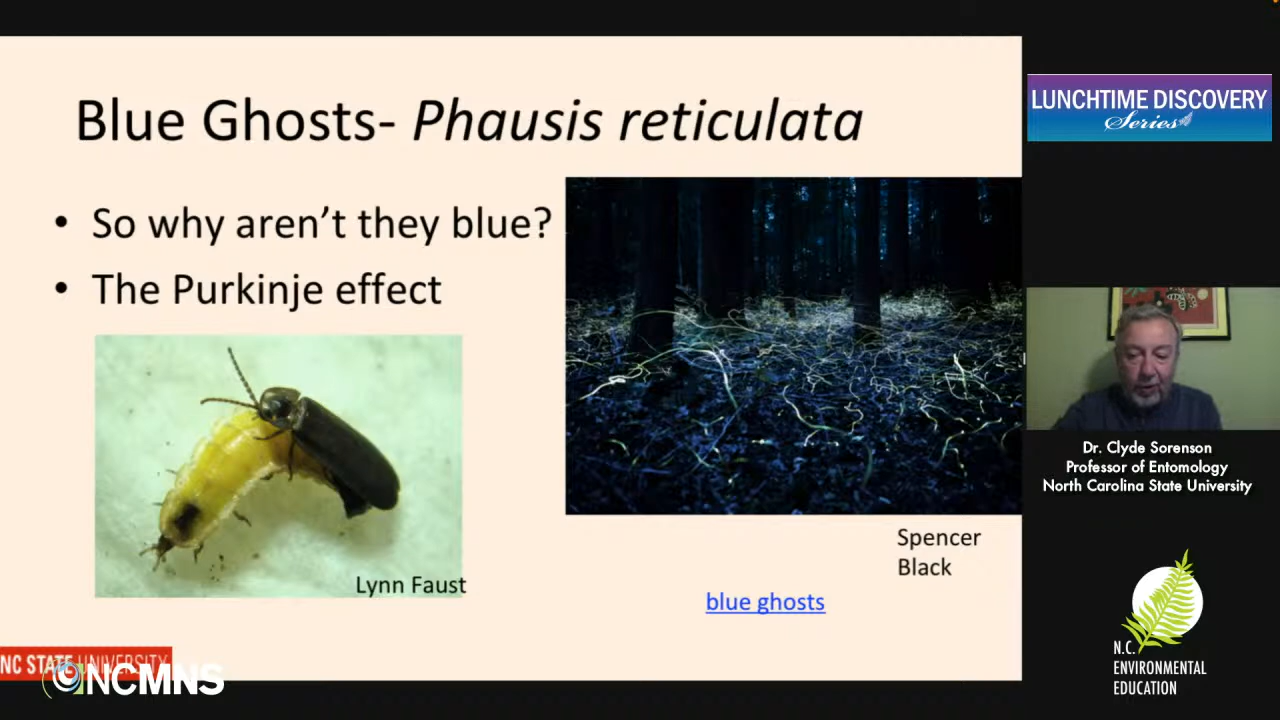 Blue Ghosts- Phausis reticulata
• So why aren't they blue?
• The Purkinje effect
Lynn Faust
Spencer
Black
blue ghosts
NC STATE UNIVERSITY
NCMNS
LUNCHTIME DISCOVERY
Series
Dr. Clyde Sorenson
Professor of Entomology
North Carolina State University
N.C.
ENVIRONMENTAL
EDUCATION